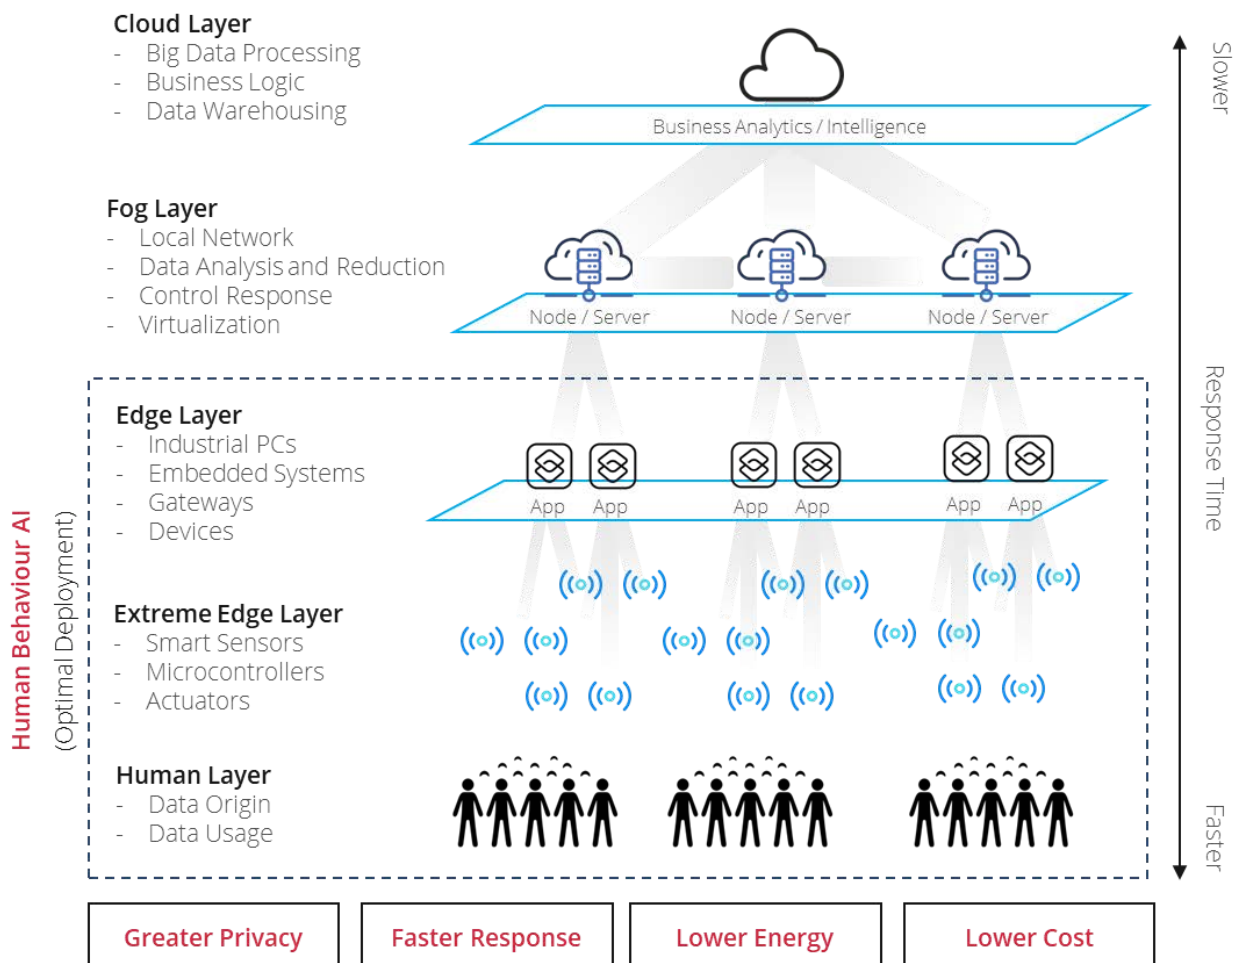 Cloud Layer
- Big Data Processing
- Business Logic
- Data Warehousing
Business Analytics / Intelligence
Slower
Fog Layer
- Local Network
- Data Analysis and Reduction
- Control Response
- Virtualization
Node / Server
Node / Server
Node / Server
Response Time
Edge Layer
- Industrial PCs
- Embedded Systems
- Gateways
- Devices
App
App
App
App
App
App
Human Behaviour AI
(Optimal Deployment)
Extreme Edge Layer
- Smart Sensors
- Microcontrollers
- Actuators
Human Layer
- Data Origin
- Data Usage
Faster
Greater Privacy
Faster Response
Lower Energy
Lower Cost